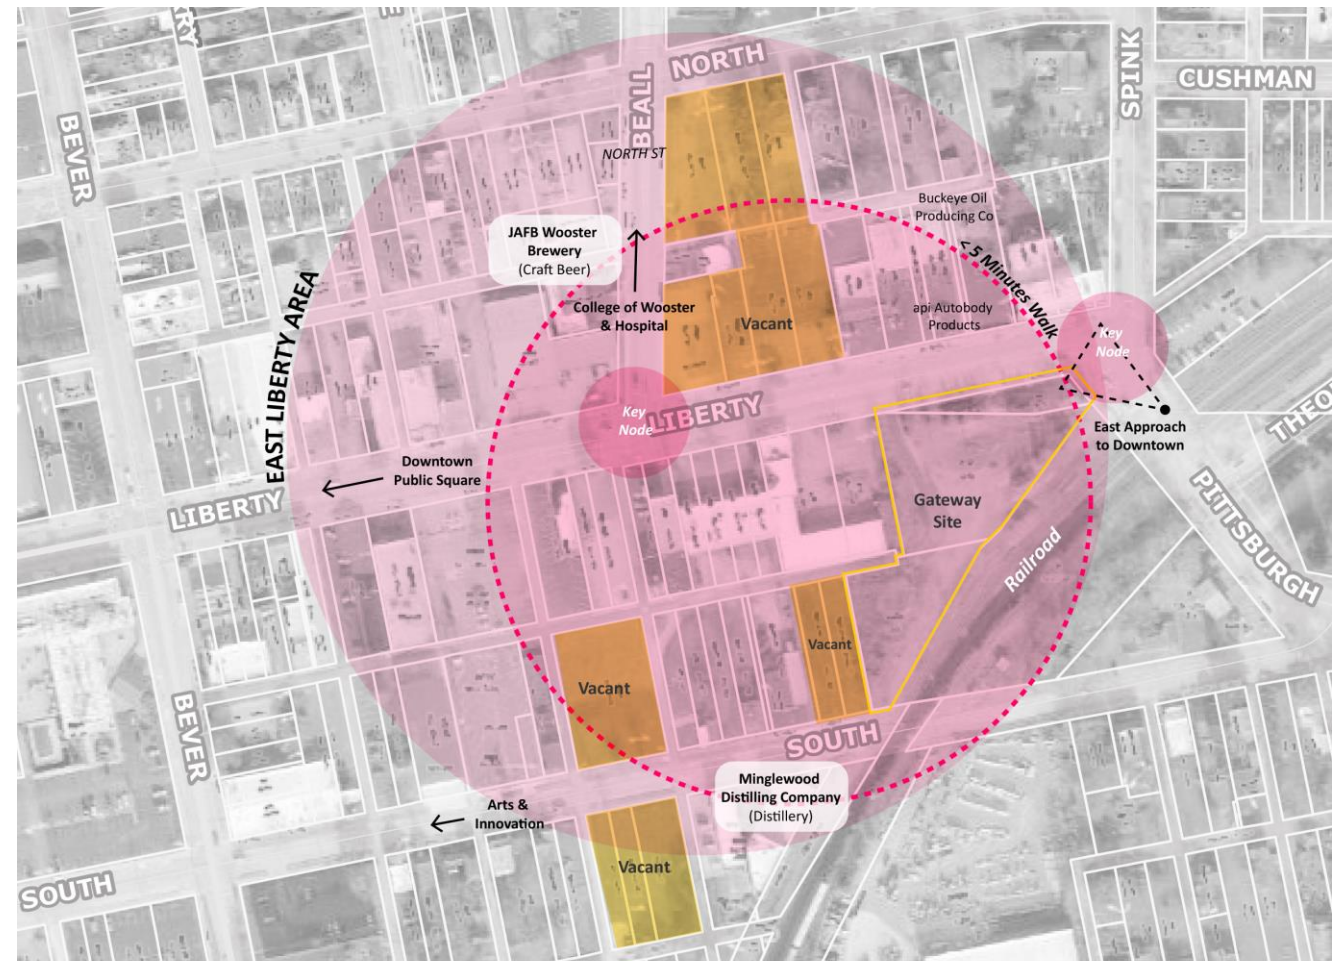 BEVER
BEALL
NORTH
SPINK
CUSHMAN
NORTH ST
JAFB Wooster
Brewery
(Craft Beer)
Buckeye Oil
Producing Co
< 5 Minutes Walk
EAST LIBERTY AREA
College of Wooster
& Hospital
Vacant
api Autobody
Products
Key
Node
Key
Node
LIBERTY
East Approach
to Downtown
Downtown
Public Square
LIBERTY
Gateway
Site
PITTSBURGH
Railroad
Vacant
Vacant
BEVER
SOUTH
Minglewood
Distilling Company
(Distillery)
Arts &
Innovation
Vacant
SOUTH